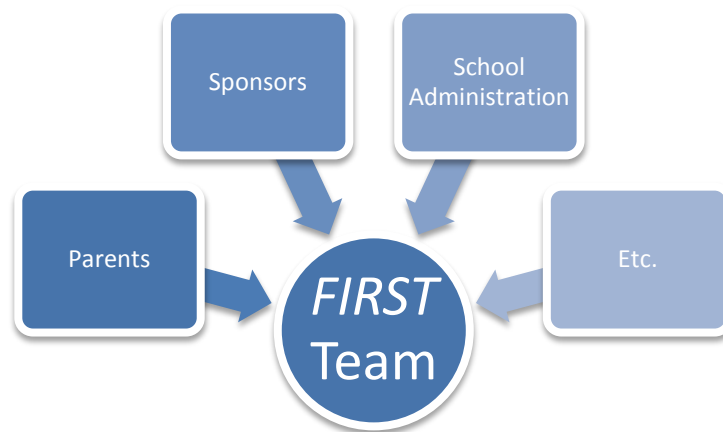 Sponsors
School
Administration
Parents
Etc.
FIRST
Team